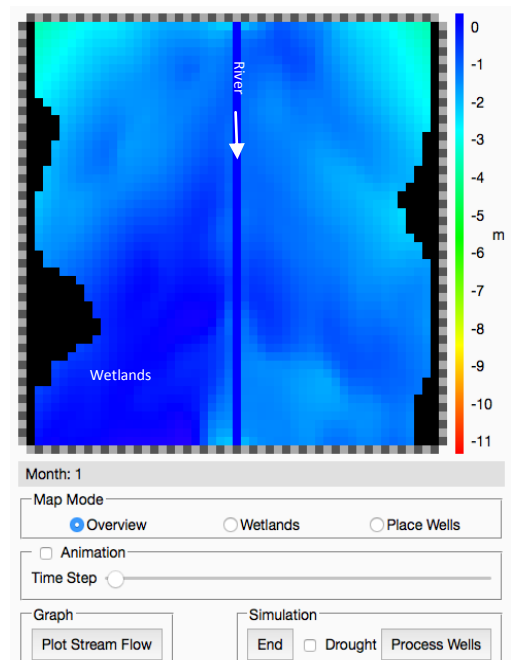 River
Wetlands
0
-1
-2
-3
-4
-5
-6
-7
-8
-9
-10
-11
m
Month: 1
Map Mode
Overview Wetlands Place Wells
Animation
Time Step
Graph Simulation
Plot Stream Flow End Drought Process Wells